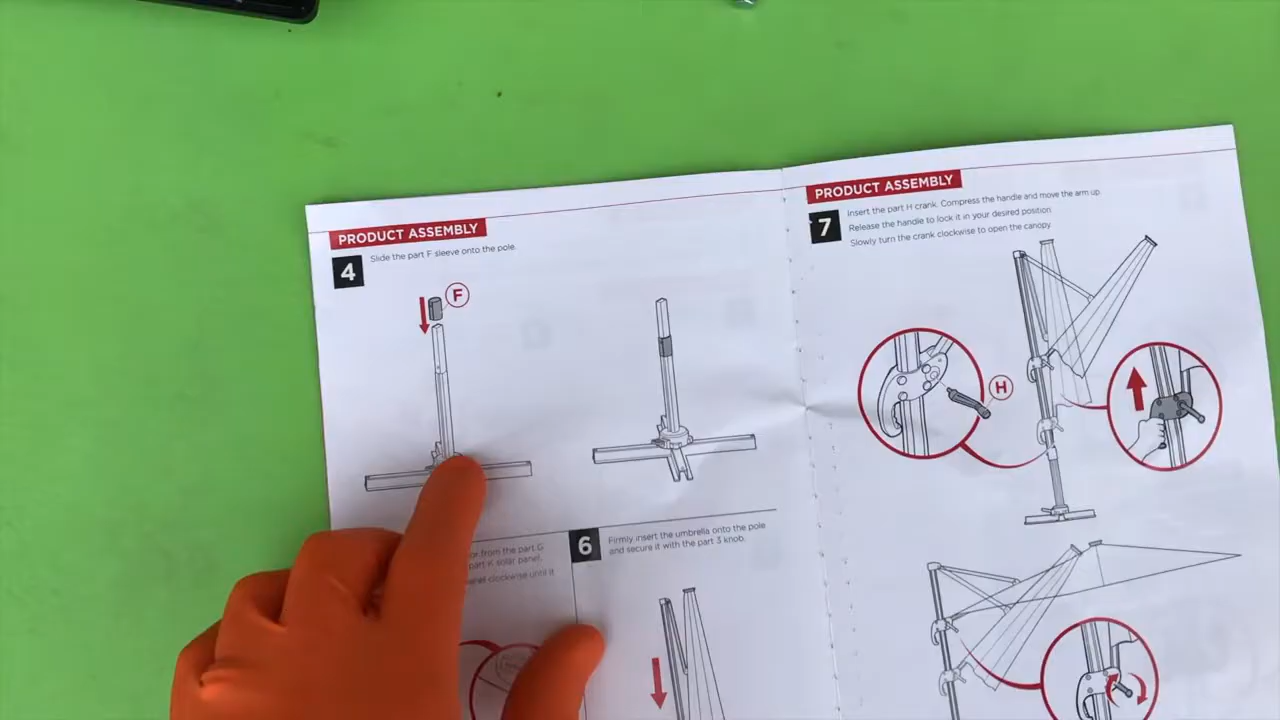 PRODUCT ASSEMBLY
4
Slide the part F sleeve onto the pole.
F
or from the part G
part K solar panel.
panel clockwise until it
6
Firmly insert the umbrella onto the pole
and secure it with the part 3 knob.
PRODUCT ASSEMBLY
7
Insert the part H crank. Compress the handle and move the arm up.
Release the handle to lock it in your desired position
Slowly turn the crank clockwise to open the canopy
H